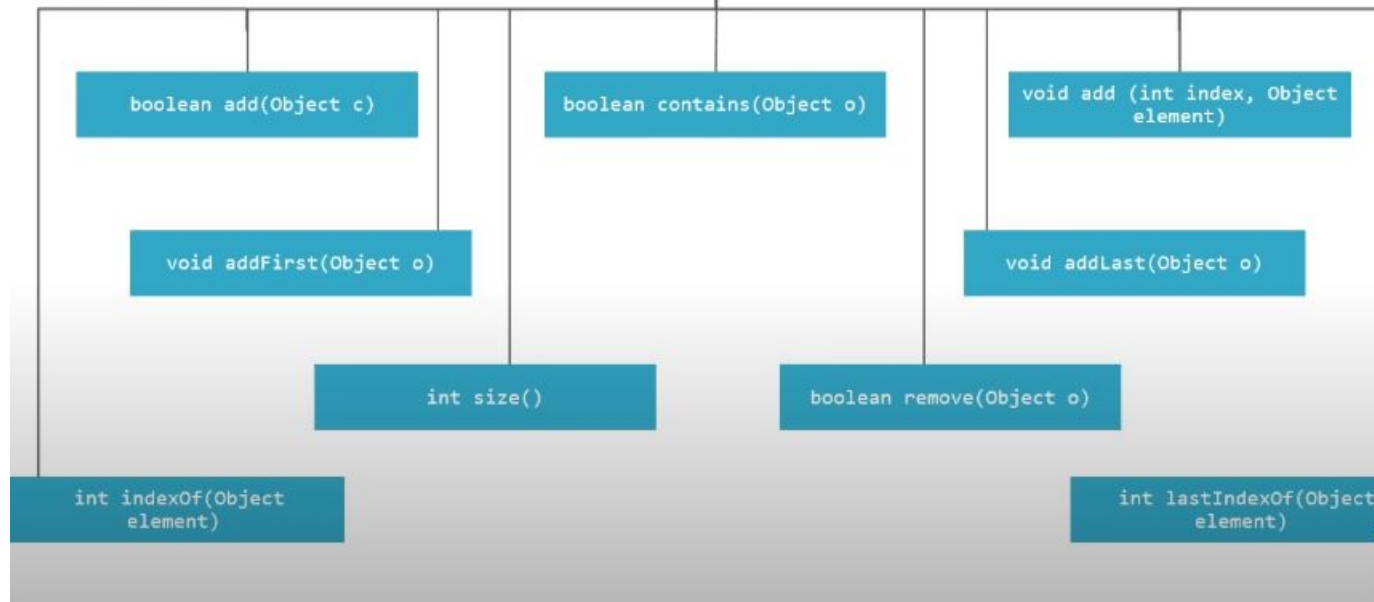 boolean add(Object c)
boolean contains(Object o)
void add (int index, Object
element)
void addFirst(Object o)
void addLast(Object o)
int size()
boolean remove(Object o)
int indexOf(Object
element)
int lastIndexOf(Object
element)